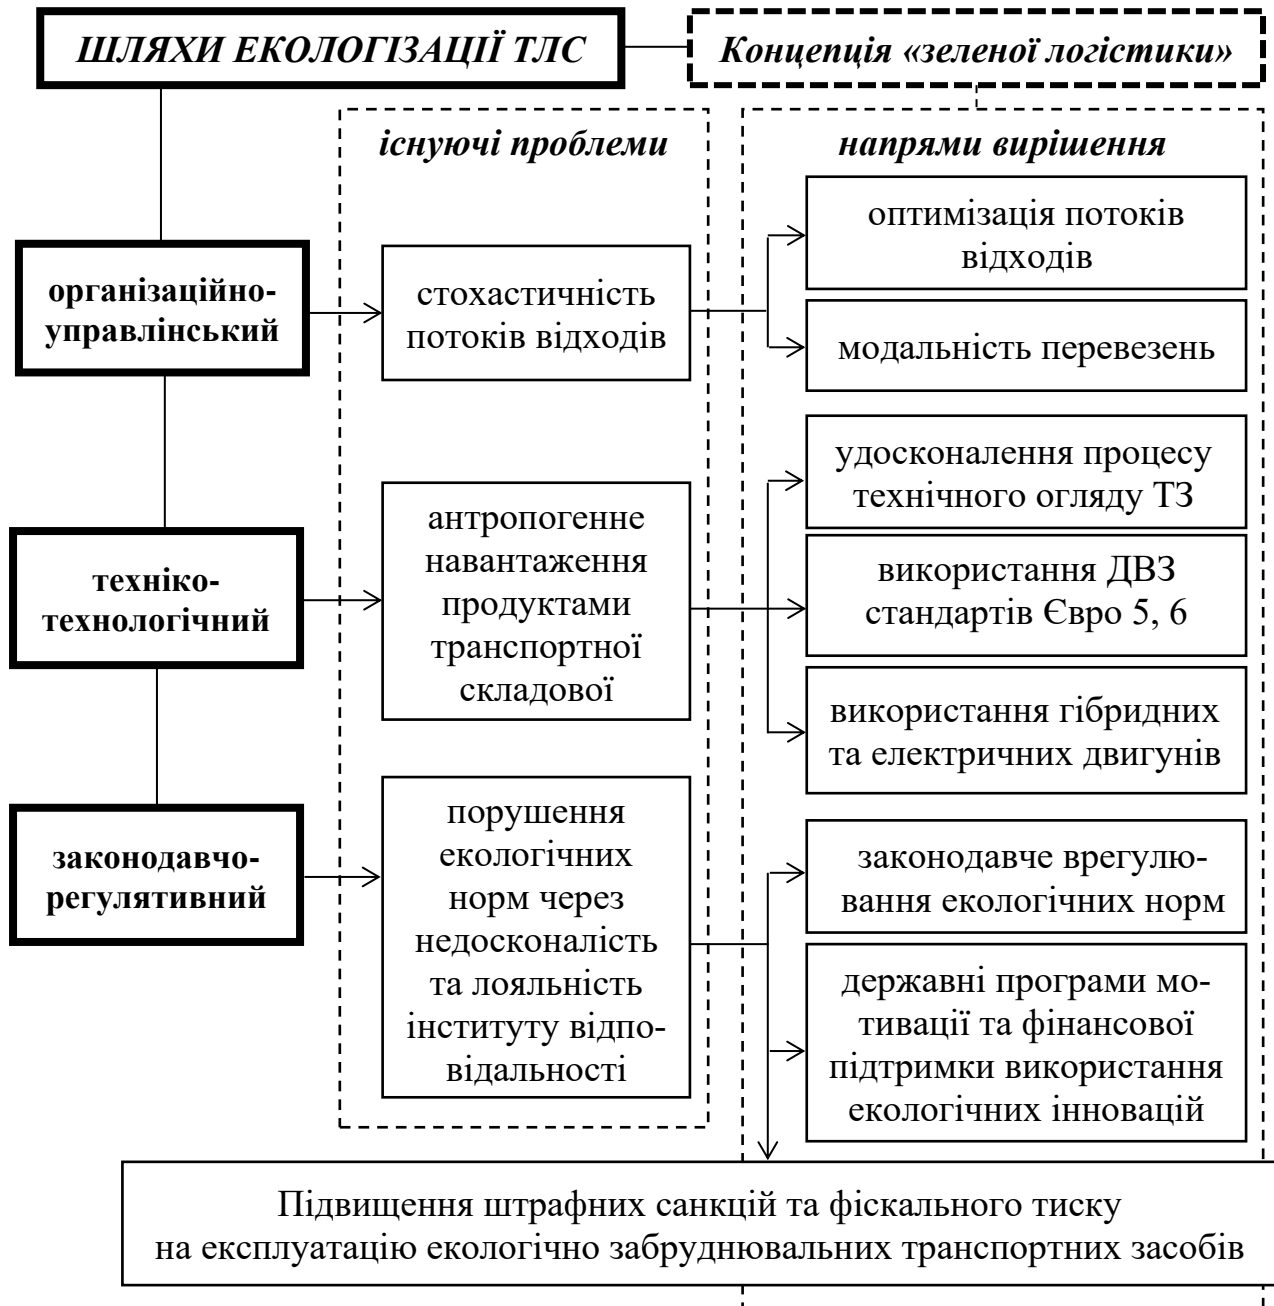 ШЛЯХИ ЕКОЛОГІЗАЦІЇ ТЛС
Концепція «зеленої логістики»
існуючі проблеми
напрями вирішення
організаційно-
управлінський
стохастичність
потоків відходів
оптимізація потоків
відходів
модальність перевезень
техніко-
технологічний
антропогенне
навантаження
продуктами
транспортної
складової
удосконалення процесу
технічного огляду ТЗ
використання ДВЗ
стандартів Євро 5, 6
використання гібридних
та електричних двигунів
законодавчо-
регулятивний
порушення
екологічних
норм через
недосконалість
та лояльність
інституту відпо-
відальності
законодавче врегулю-
вання екологічних норм
державні програми мо-
тивації та фінансової
підтримки використання
екологічних інновацій
Підвищення штрафних санкцій та фіскального тиску
на експлуатацію екологічно забруднювальних транспортних засобів